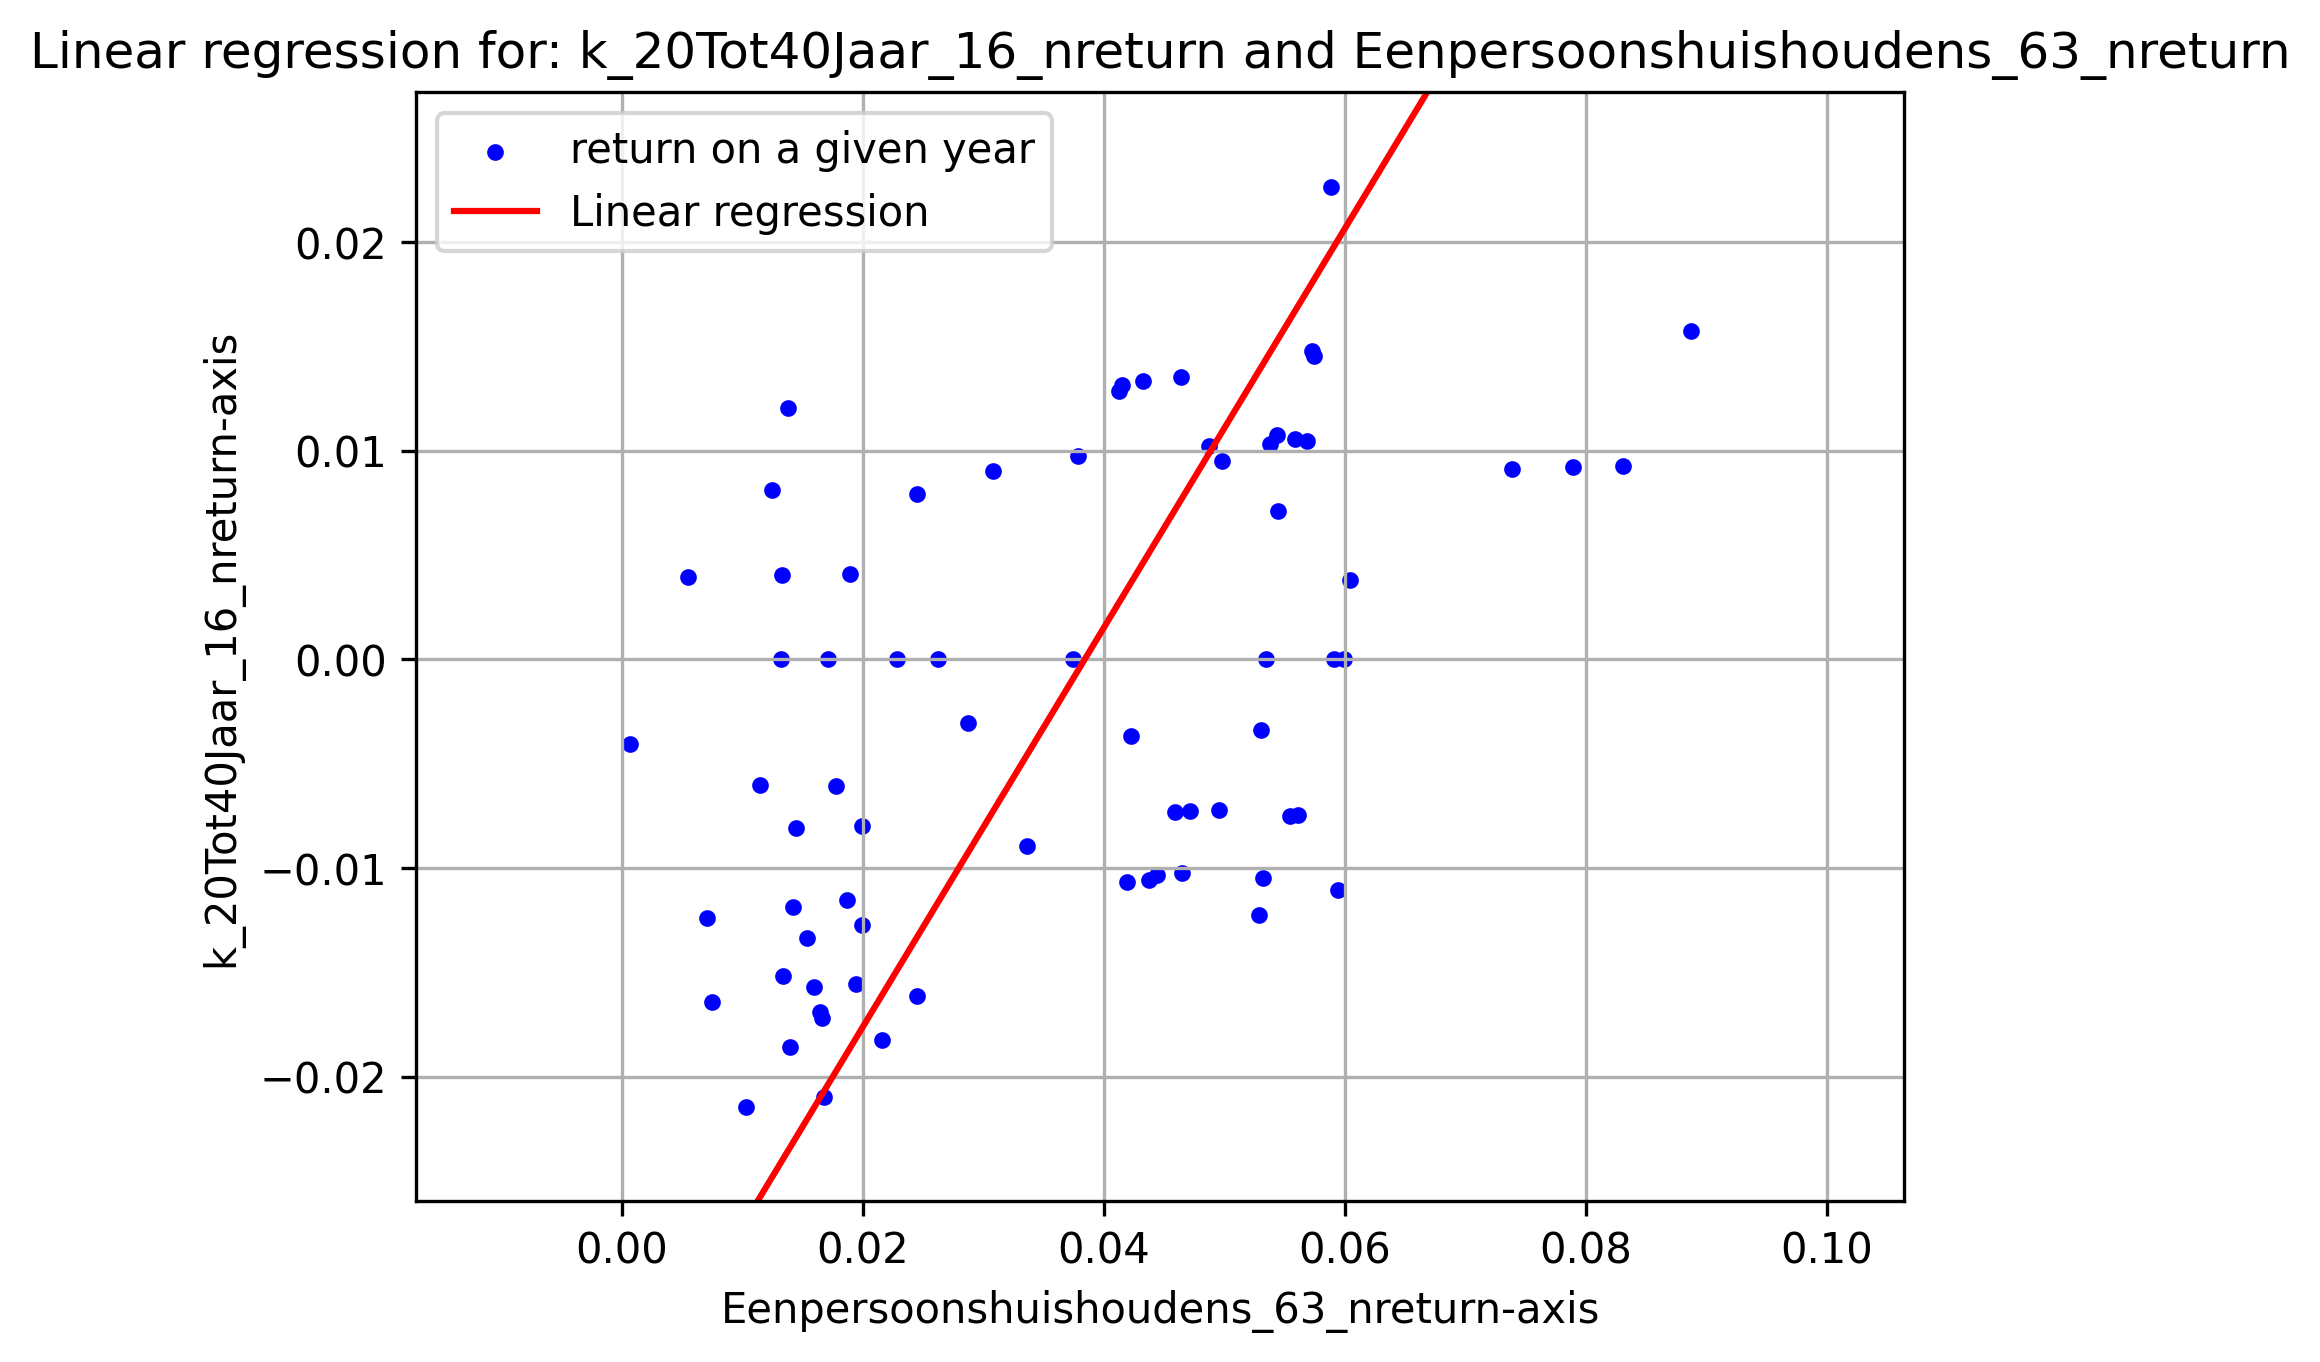 Linear regression for: k_20Tot40Jaar_16_nreturn and Eenpersoonshuishoudens_63_nreturn
return on a given year
Linear regression
0.02
0.01
0.00
−0.01
−0.02
k_20Tot40Jaar_16_nreturn-axis
0.00 0.02 0.04 0.06 0.08 0.10
Eenpersoonshuishoudens_63_nreturn-axis